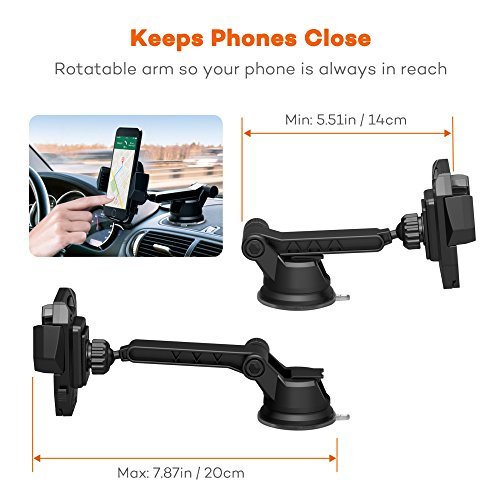 Keeps Phones Close
Rotatable arm so your phone is always in reach
Min: 5.51in / 14cm
Max: 7.87in / 20cm